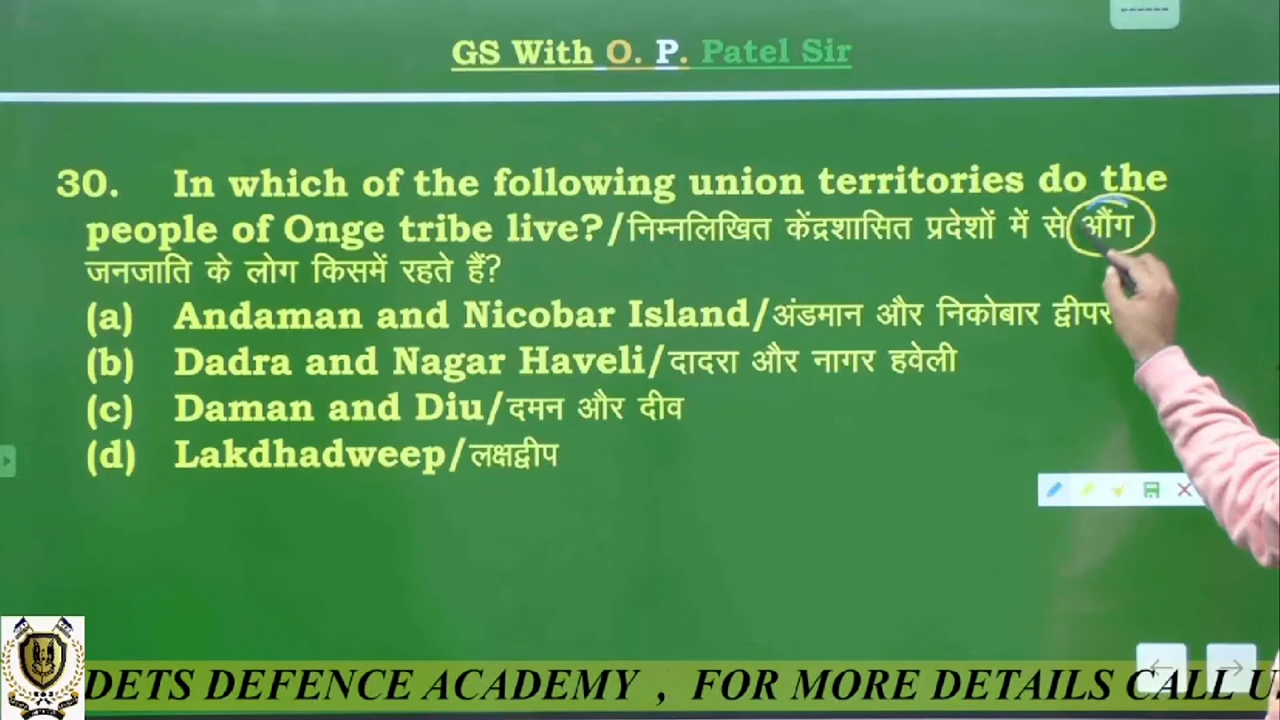 GS With O. P. Patel Sir
30. In which of the following union territories do the
people of Onge tribe live?/निम्नलिखित केंद्रशासित प्रदेशों में से औंग
जनजाति के लोग किसमें रहते हैं?
(a) Andaman and Nicobar Island/अंडमान और निकोबार
(b) Dadra and Nagar Haveli/दादरा और नागर हवेली
(c) Daman and Diu/दमन और दीव
(d) Lakdhadweep/लक्षद्वीप
DETS DEFENCE ACADEMY , FOR MORE DETAILS CALL